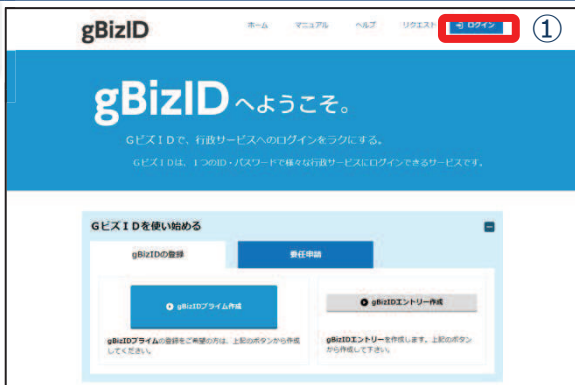 gBizID
ホーム マニュアル ヘルプ リクエスト ログイン ①
gBizIDへようこそ。
GビズIDで、行政サービスへのログインをラクにする。
GビズIDは、1つのID・パスワードで様々な行政サービスにログインできるサービスです。
GビズIDを使い始める
gBizIDの登録 委任申請
gBizIDプライム作成 gBizIDエントリー作成
gBizIDプライムの登録をご希望の方は、上記のボタンから作成
してください。
gBizIDエントリーを作成します。上記のボタン
から作成して下さい。